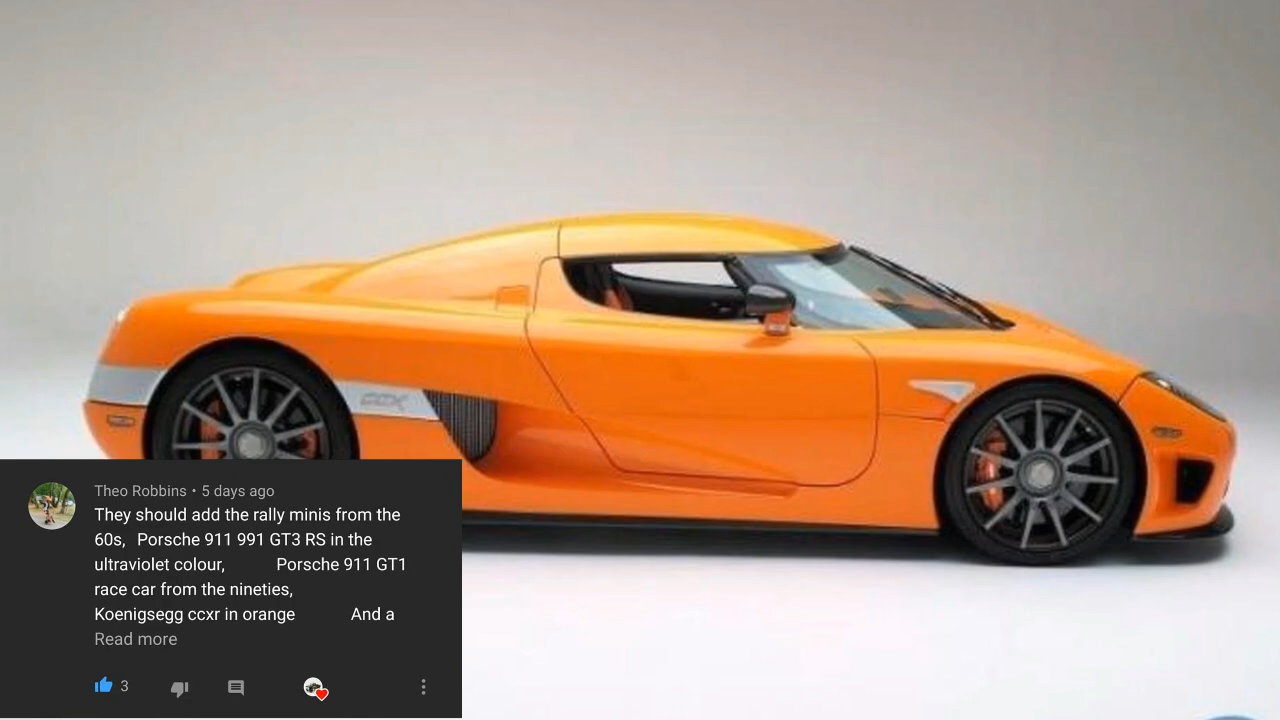 CCX
Theo Robbins • 5 days ago
They should add the rally minis from the
60s, Porsche 911 991 GT3 RS in the
ultraviolet colour, Porsche 911 GT1
race car from the nineties,
Koenigsegg ccxr in orange And a
Read more
3